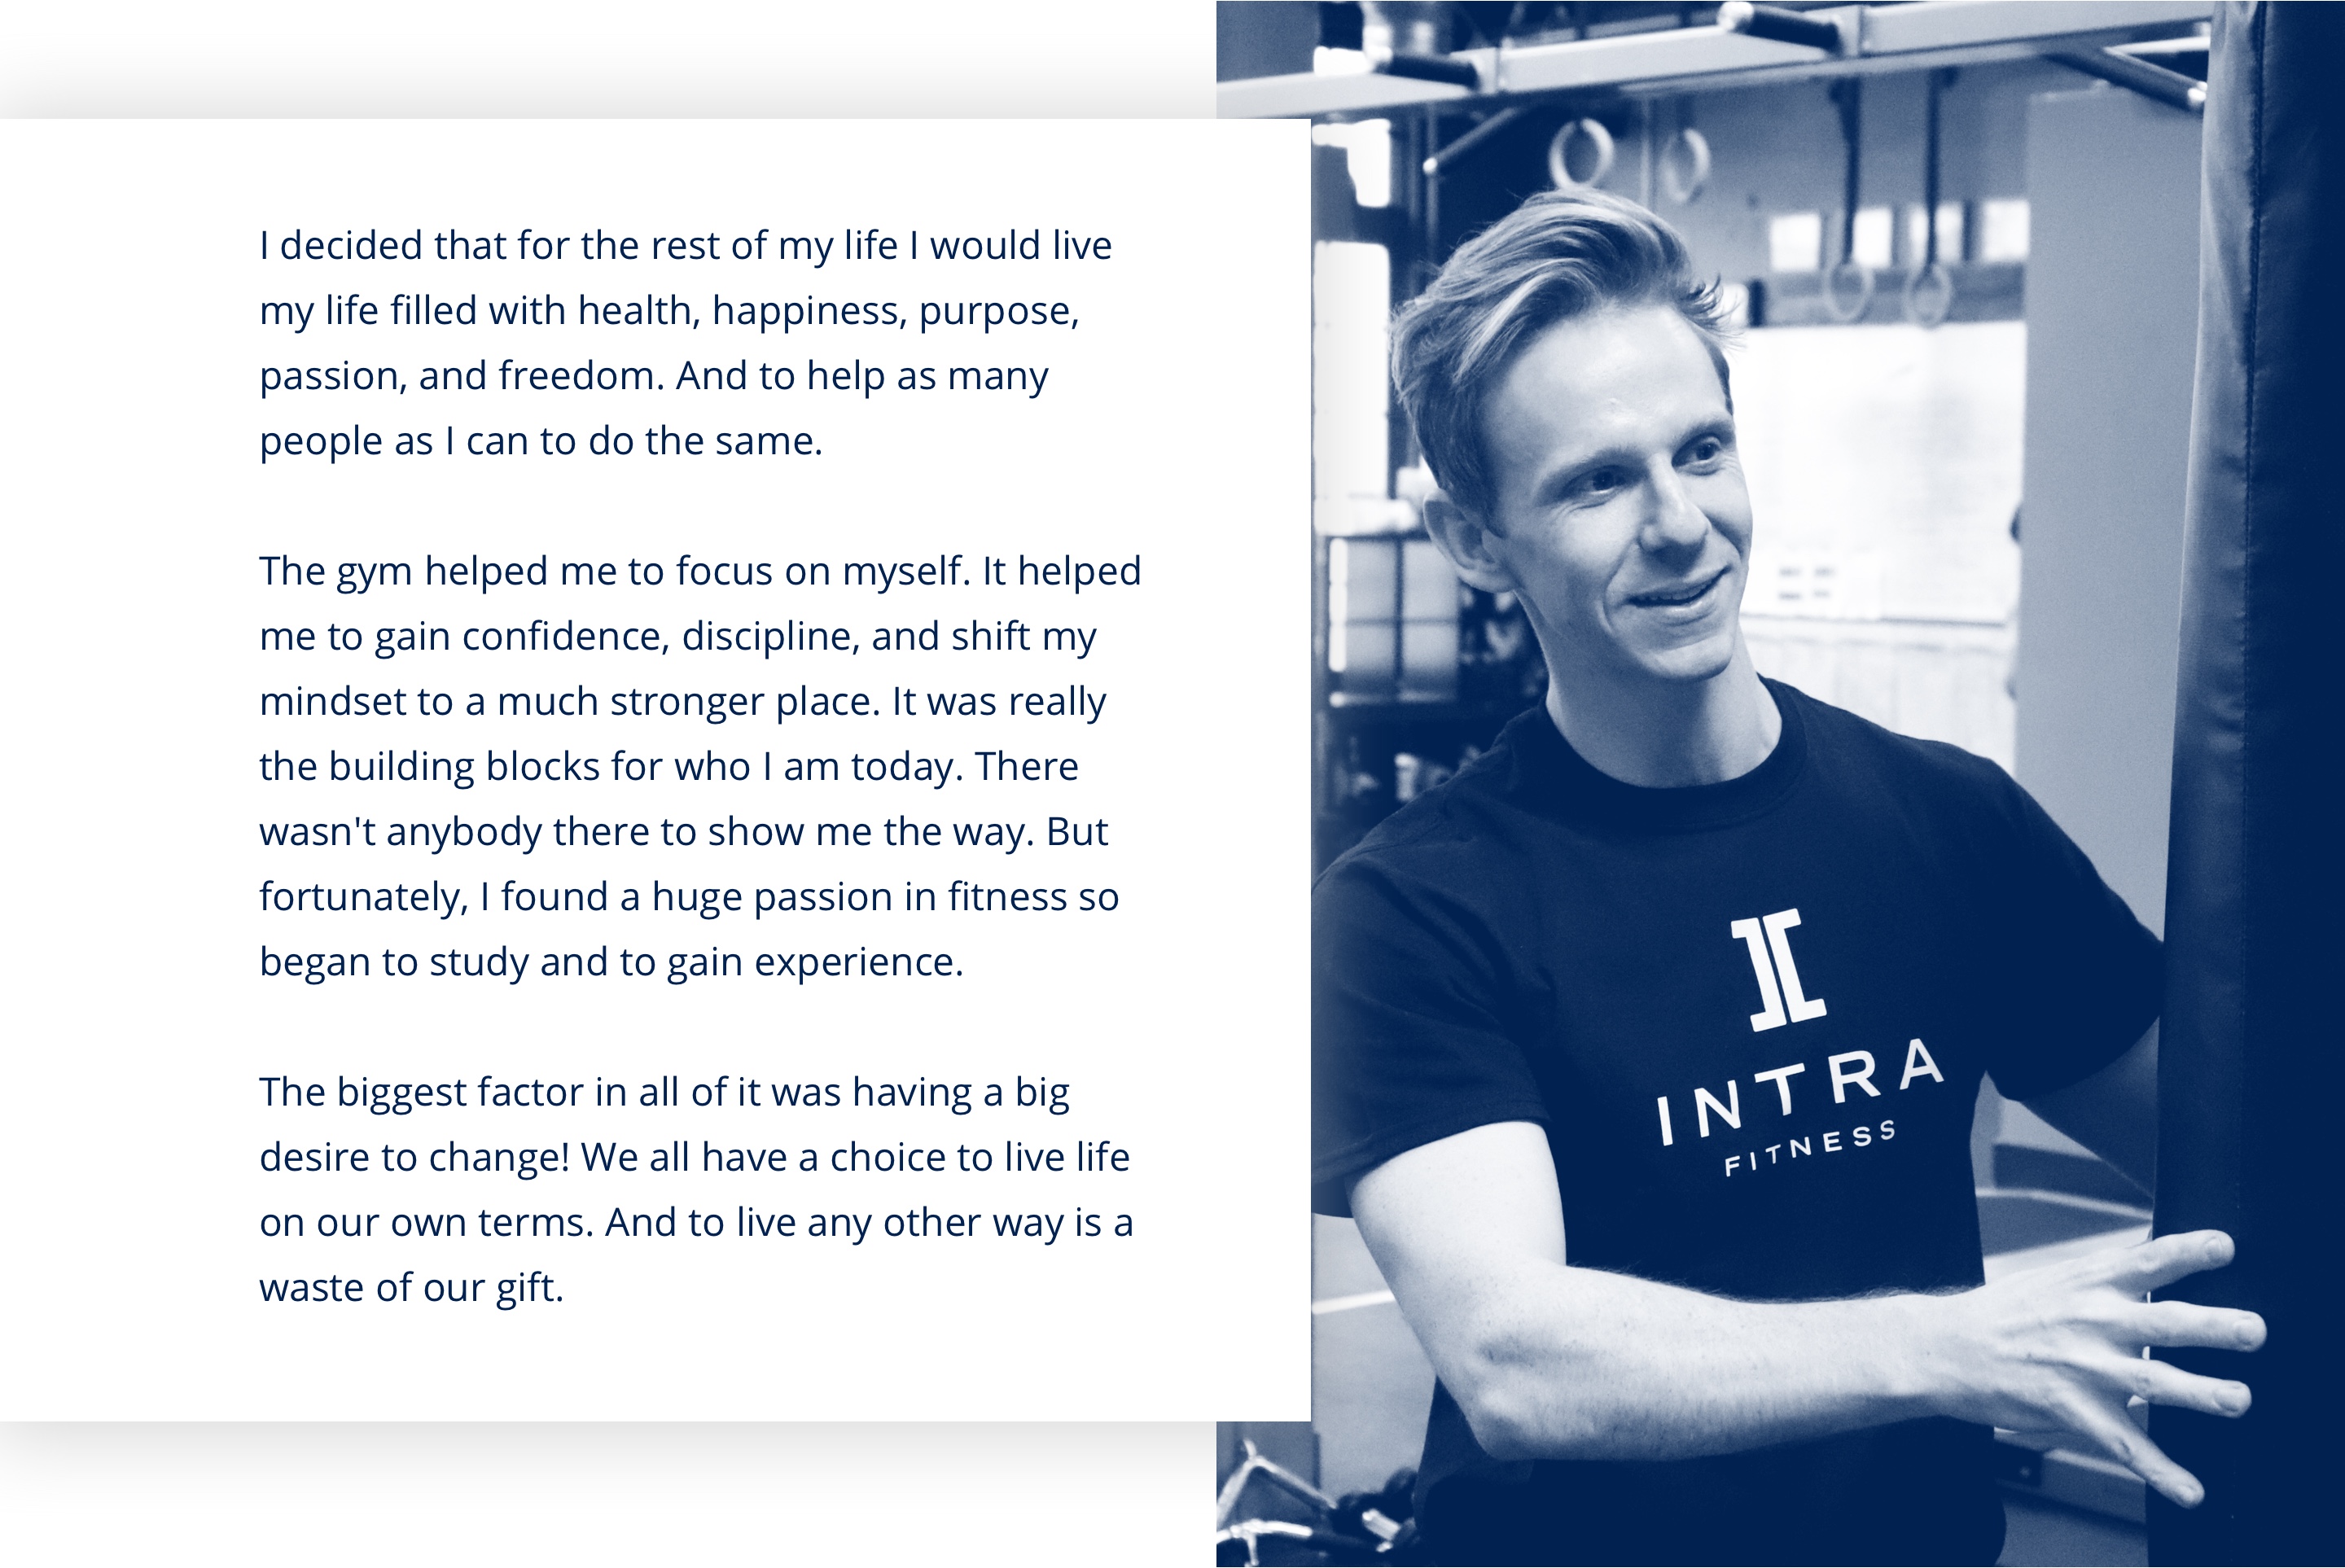 I decided that for the rest of my life I would live
my life filled with health, happiness, purpose,
passion, and freedom. And to help as many
people as I can to do the same.
The gym helped me to focus on myself. It helped
me to gain confidence, discipline, and shift my
mindset to a much stronger place. It was really
the building blocks for who I am today. There
wasn't anybody there to show me the way. But
fortunately, I found a huge passion in fitness so
began to study and to gain experience.
The biggest factor in all of it was having a big
desire to change! We all have a choice to live life
on our own terms. And to live any other way is a
waste of our gift.
INTRA
FITNESS